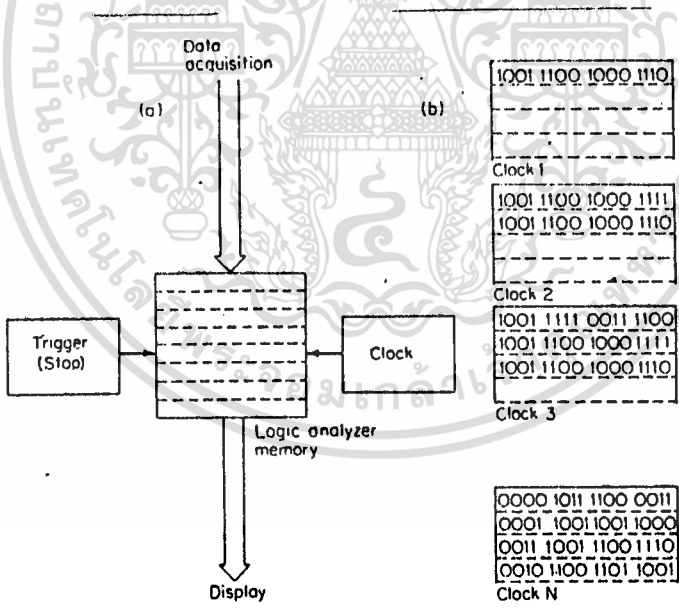 Data
acquisition
(a)
Trigger
(Stop)
Clock
Logic analyzer
memory
Display
(b)
1001 1100 1000 1110
Clock 1
1001 1100 1000 1111
1001 1100 1000 1110
Clock 2
1001 1111 0011 1100
1001 1100 1000 1111
1001 1100 1000 1110
Clock 3
0000 1011 1100 0011
0001 1001 1001 1000
0011 1001 1100 1110
0010 1100 1101 1001
Clock N